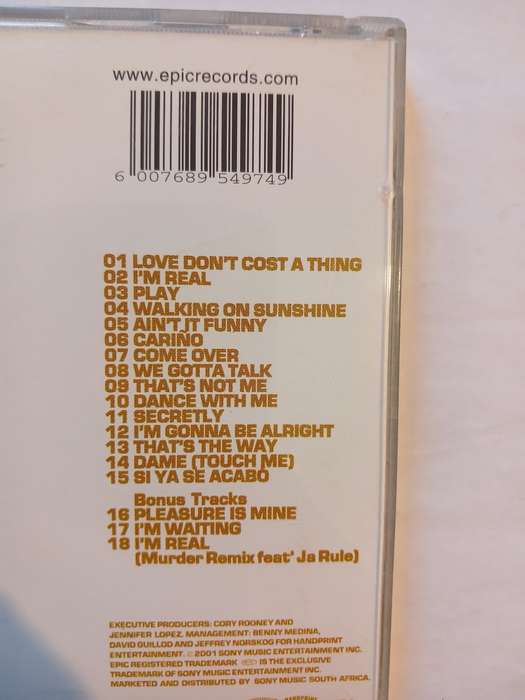 www.epicrecords.com
6 007689 549749
01 LOVE DON'T COST A THING
02 I'M REAL
03 PLAY
04 WALKING ON SUNSHINE
05 AIN'T IT FUNNY
06 CARIÑO
07 COME OVER
08 WE GOTTA TALK
09 THAT'S NOT ME
10 DANCE WITH ME
11 SECRETLY
12 I'M GONNA BE ALRIGHT
13 THAT'S THE WAY
14 DAME (TOUCH ME)
15 SI YA SE ACABÓ
Bonus Tracks
16 PLEASURE IS MINE
17 I'M WAITING
18 I'M REAL
(Murder Remix feat' Ja Rule)
EXECUTIVE PRODUCERS: CORY ROONEY AND
JENNIFER LOPEZ. MANAGEMENT: BENNY MEDINA,
DAVID GUILLOD AND JEFFREY NORSKOG FOR HANDPRINT
ENTERTAINMENT. ℗ 2001 SONY MUSIC ENTERTAINMENT INC.
EPIC REGISTERED TRADEMARK IS THE EXCLUSIVE
TRADEMARK OF SONY MUSIC ENTERTAINMENT INC.
MARKETED AND DISTRIBUTED BY SONY MUSIC SOUTH AFRICA.